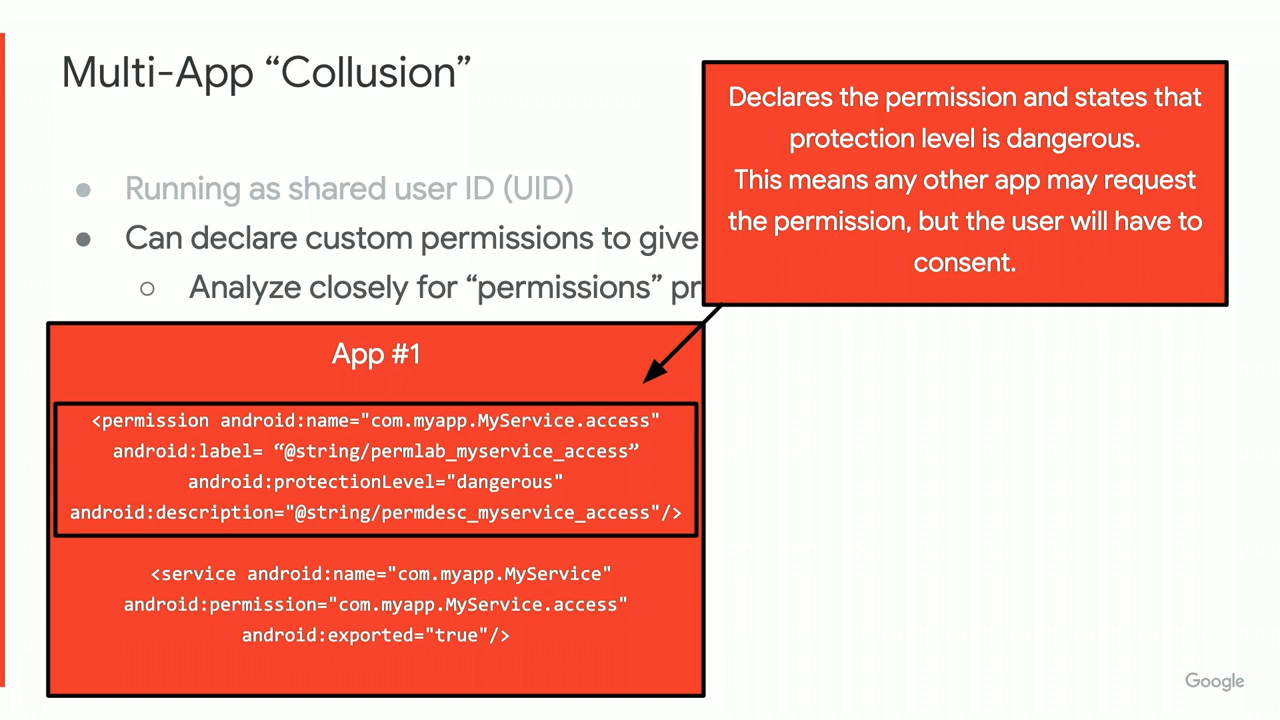 Multi-App “Collusion”
Declares the permission and states that
protection level is dangerous.
This means any other app may request
the permission, but the user will have to
consent.
● Running as shared user ID (UID)
● Can declare custom permissions to give
○ Analyze closely for “permissions” pr
App #1
<permission android:name="com.myapp.MyService.access"
android:label= “@string/permlab_myservice_access”
android:protectionLevel="dangerous"
android:description="@string/permdesc_myservice_access"/>
<service android:name="com.myapp.MyService"
android:permission="com.myapp.MyService.access"
android:exported="true"/>
Google